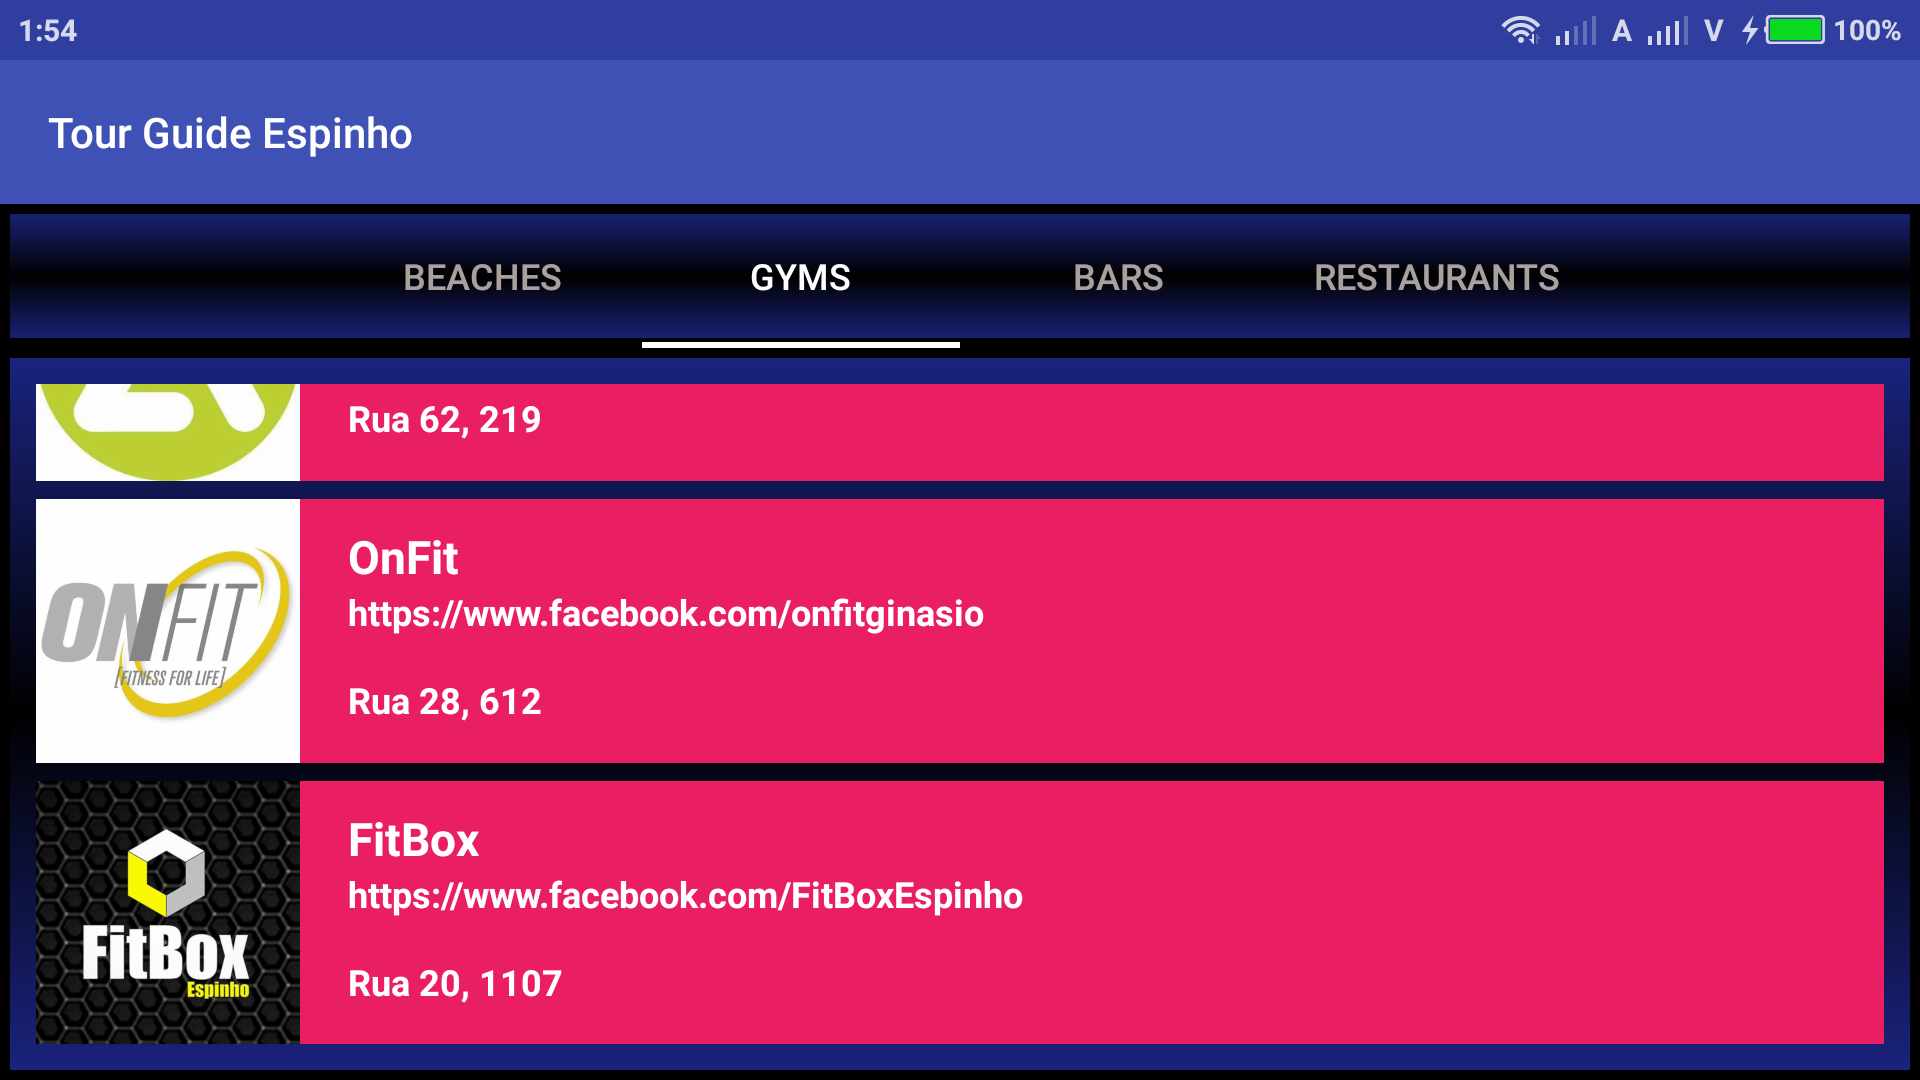 1:54
A
V
100%
Tour Guide Espinho
BEACHES
GYMS
BARS
RESTAURANTS
Rua 62, 219
ONFIT
[FITNESS FOR LIFE]
OnFit
https://www.facebook.com/onfitginasio
Rua 28, 612
FitBox
Espinho
FitBox
https://www.facebook.com/FitBoxEspinho
Rua 20, 1107